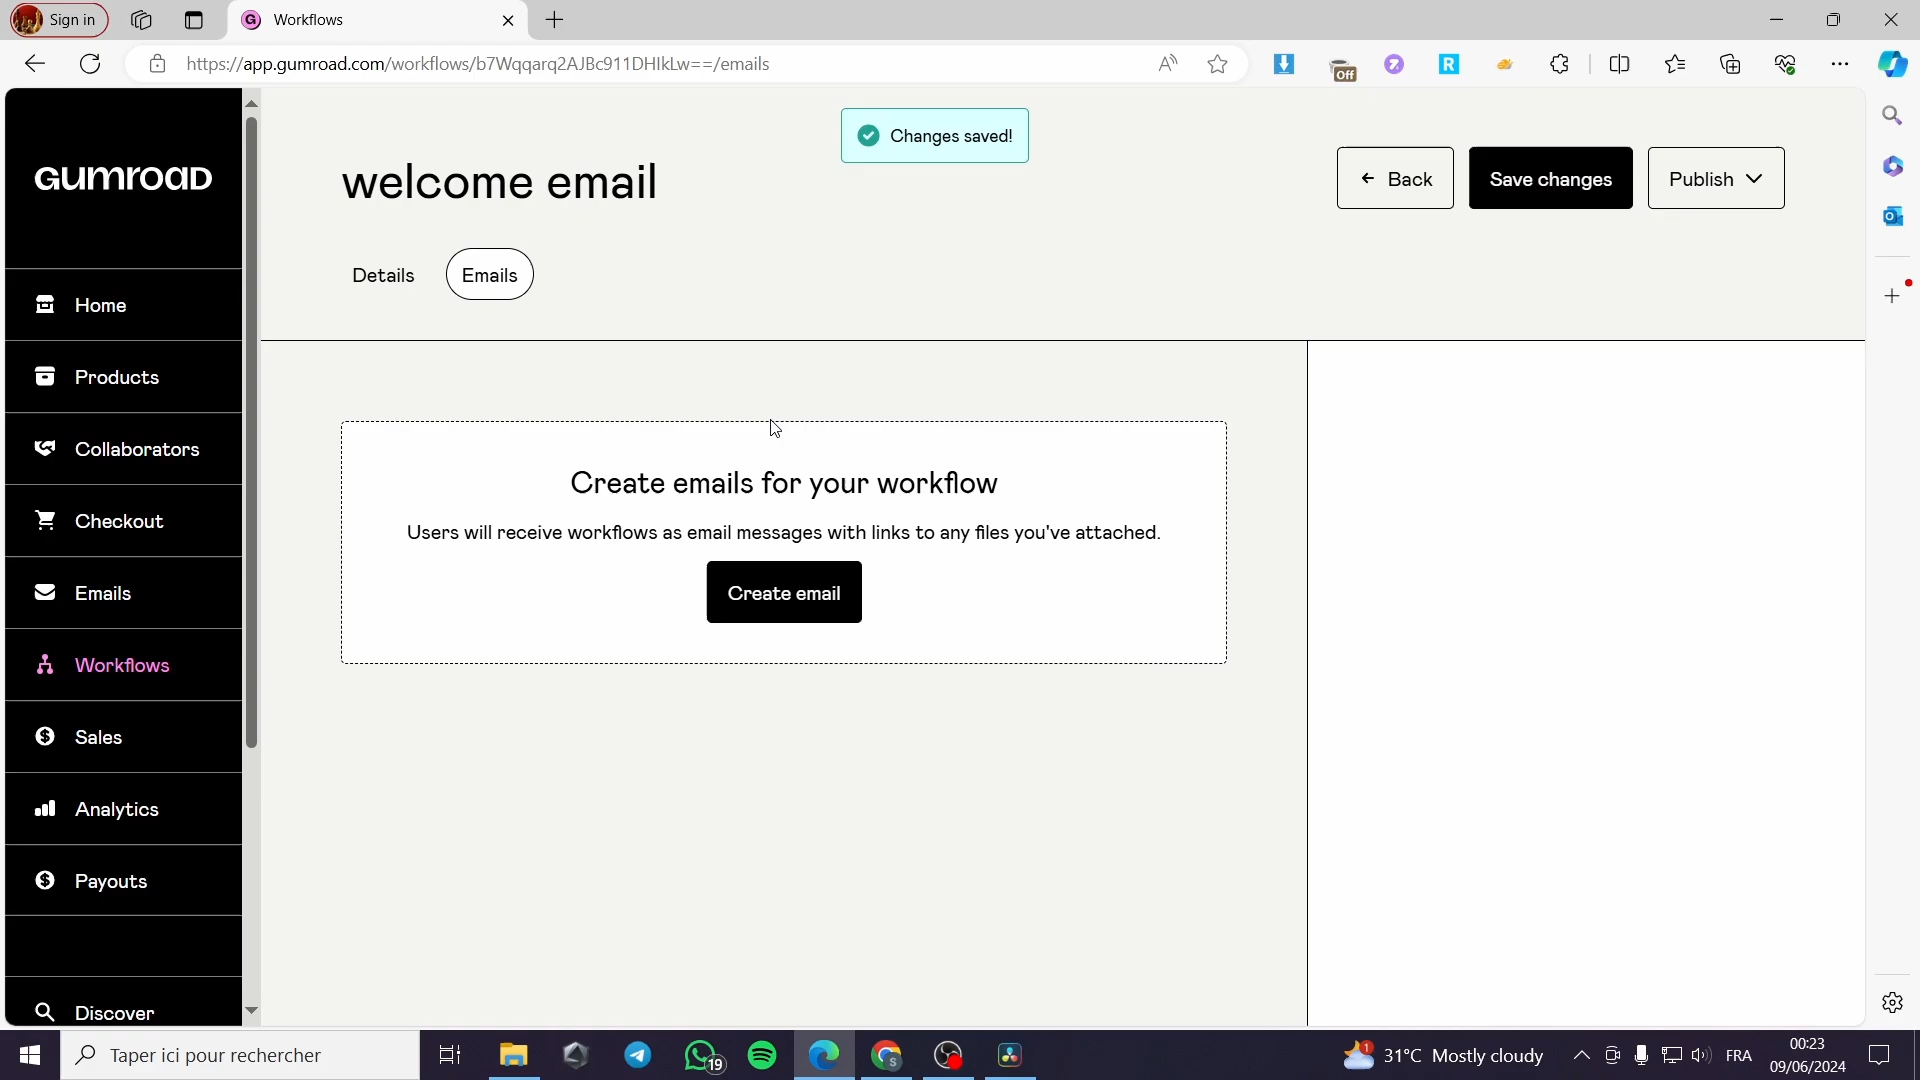 Sign in
Workflows
https://app.gumroad.com/workflows/b7Wqqarq2AJBc911DHIkLw==/emails
Off
Changes saved!
GUMROAD
welcome email
Back
Save changes
Publish
Details
Emails
Home
Products
Collaborators
Checkout
Emails
Workflows
Sales
Analytics
Payouts
Discover
Create emails for your workflow
Users will receive workflows as email messages with links to any files you've attached.
Create email
Taper ici pour rechercher
19
1
31°C Mostly cloudy
FRA
00:23
09/06/2024